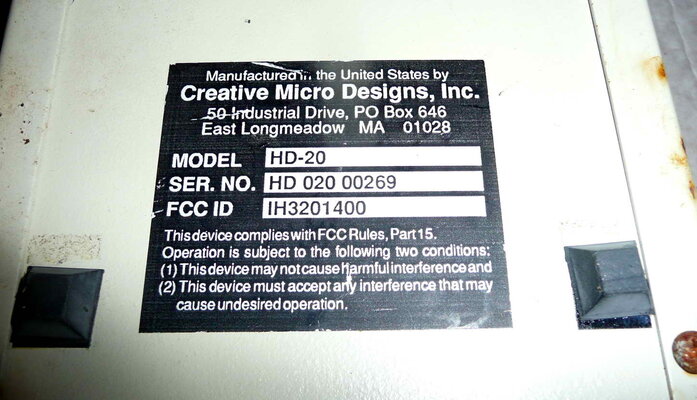 Manufactured in the United States by
Creative Micro Designs, Inc.
50 Industrial Drive, PO Box 646
East Longmeadow MA 01028
MODEL HD-20
SER. NO. HD 020 00269
FCC ID IH3201400
This device complies with FCC Rules, Part 15.
Operation is subject to the following two conditions:
(1) This device may not cause harmful interference and
(2) This device must accept any interference that may
cause undesired operation.